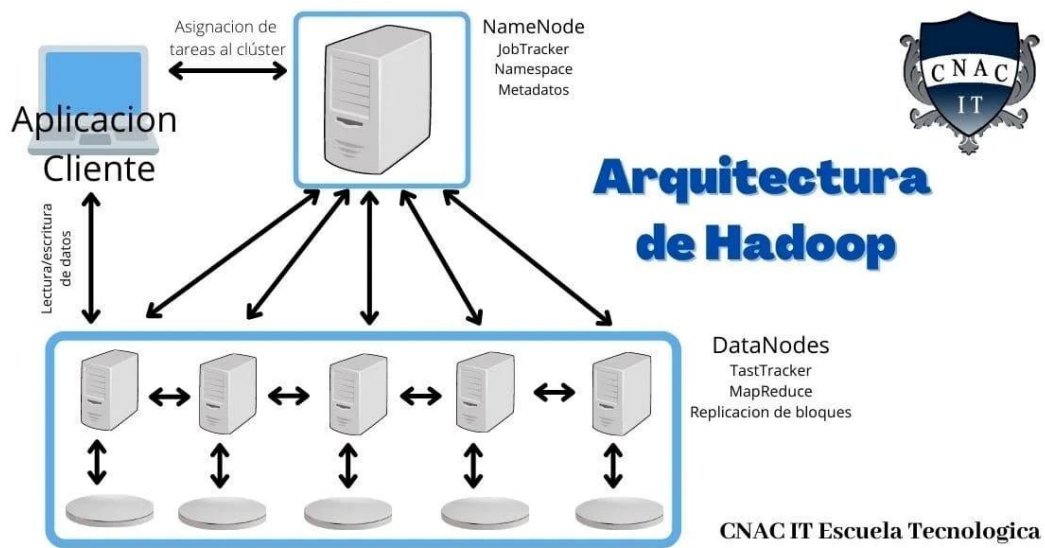 Asignacion de
tareas al clúster
NameNode
JobTracker
Namespace
Metadatos
CNAC
IT
Aplicacion
Cliente
Arquitectura
de Hadoop
Lectura/escritura
de datos
DataNodes
TastTracker
MapReduce
Replicacion de bloques
CNAC IT Escuela Tecnologica